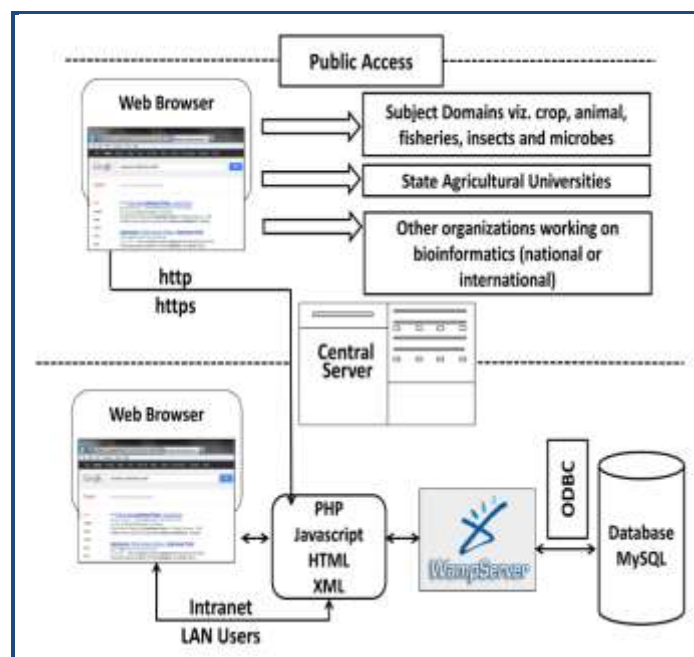 Public Access
Web Browser
Subject Domains viz. crop, animal,
fisheries, insects and microbes
State Agricultural Universities
Other organizations working on
bioinformatics (national or
international)
http
https
Central
Server
Web Browser
PHP
Javascript
HTML
XML
WampServer
ODBC
Database
MySQL
Intranet
LAN Users